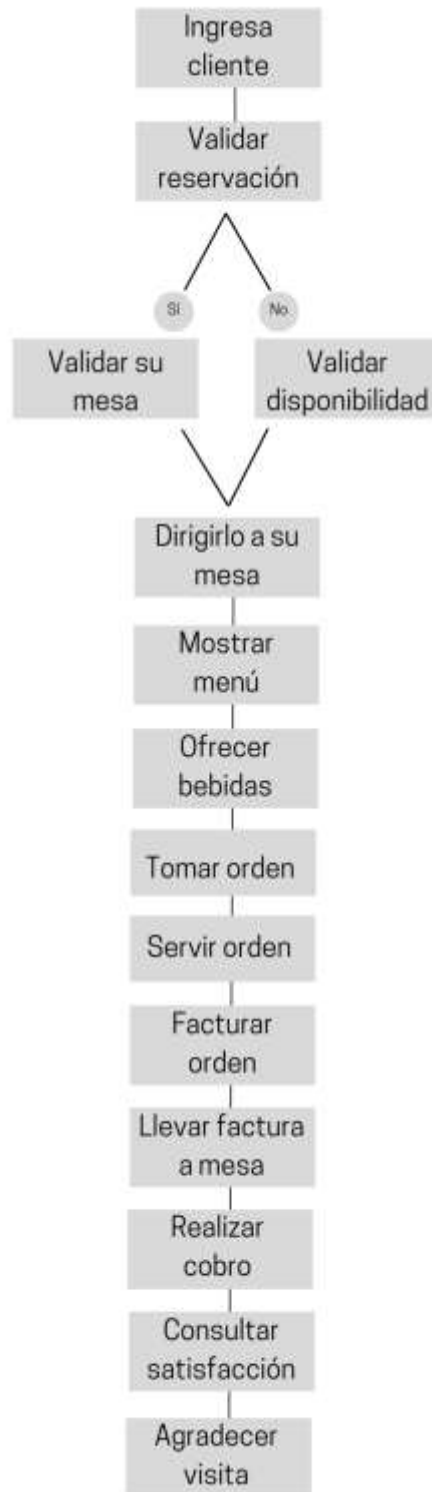 Ingresa
cliente
Validar
reservación
Si
No
Validar su
mesa
Validar
disponibilidad
Dirigirlo a su
mesa
Mostrar
menú
Ofrecer
bebidas
Tomar orden
Servir orden
Facturar
orden
Llevar factura
a mesa
Realizar
cobro
Consultar
satisfacción
Agradecer
visita